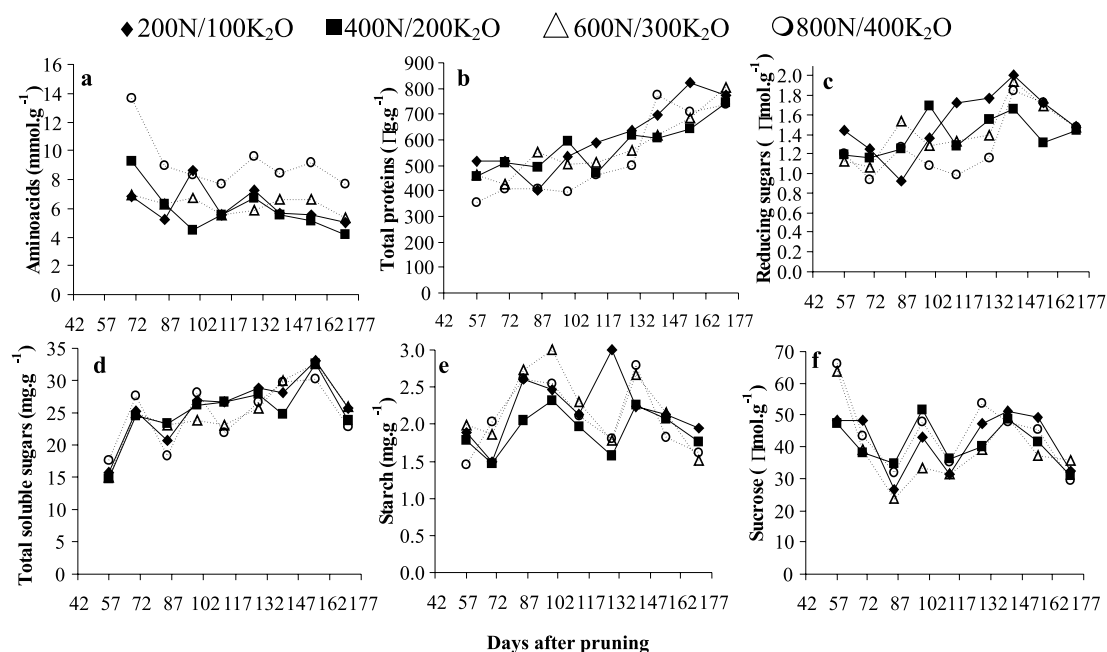 200N/100K₂O 400N/200K₂O 600N/300K₂O 800N/400K₂O
a
Aminoacids (mmol.g⁻¹)
16
14
12
10
8
6
4
2
0
42 57 72 87 102 117 132 147 162 177
b
Total proteins (∏g.g⁻¹)
900
800
700
600
500
400
300
200
100
0
42 57 72 87 102 117 132 147 162 177
c
Reducing sugars (∏mol.g⁻¹)
2.0
1.8
1.6
1.4
1.2
1.0
0.8
0.6
0.4
0.2
0.0
42 57 72 87 102 117 132 147 162 177
d
Total soluble sugars (mg.g⁻¹)
35
30
25
20
15
10
5
0
42 57 72 87 102 117 132 147 162 177
e
Starch (mg.g⁻¹)
3.0
2.5
2.0
1.5
1.0
0.5
0.0
42 57 72 87 102 117 132 147 162 177
f
Sucrose (∏mol.g⁻¹)
70
60
50
40
30
20
10
0
42 57 72 87 102 117 132 147 162 177
Days after pruning